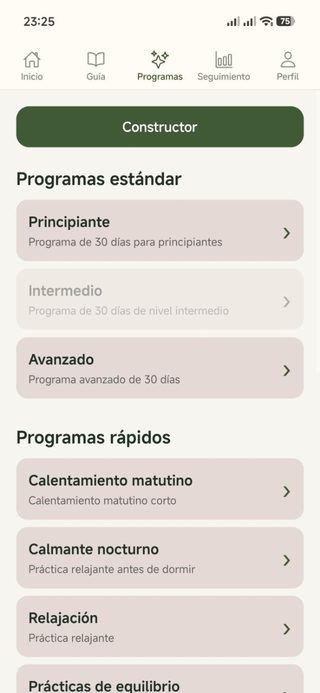 23:25
75
Inicio
Guía
Programas
Seguimiento
Perfil
Constructor
Programas estándar
Principiante
Programa de 30 días para principiantes
Intermedio
Programa de 30 días de nivel intermedio
Avanzado
Programa avanzado de 30 días
Programas rápidos
Calentamiento matutino
Calentamiento matutino corto
Calmante nocturno
Práctica relajante antes de dormir
Relajación
Práctica relajante
Prácticas de equilibrio